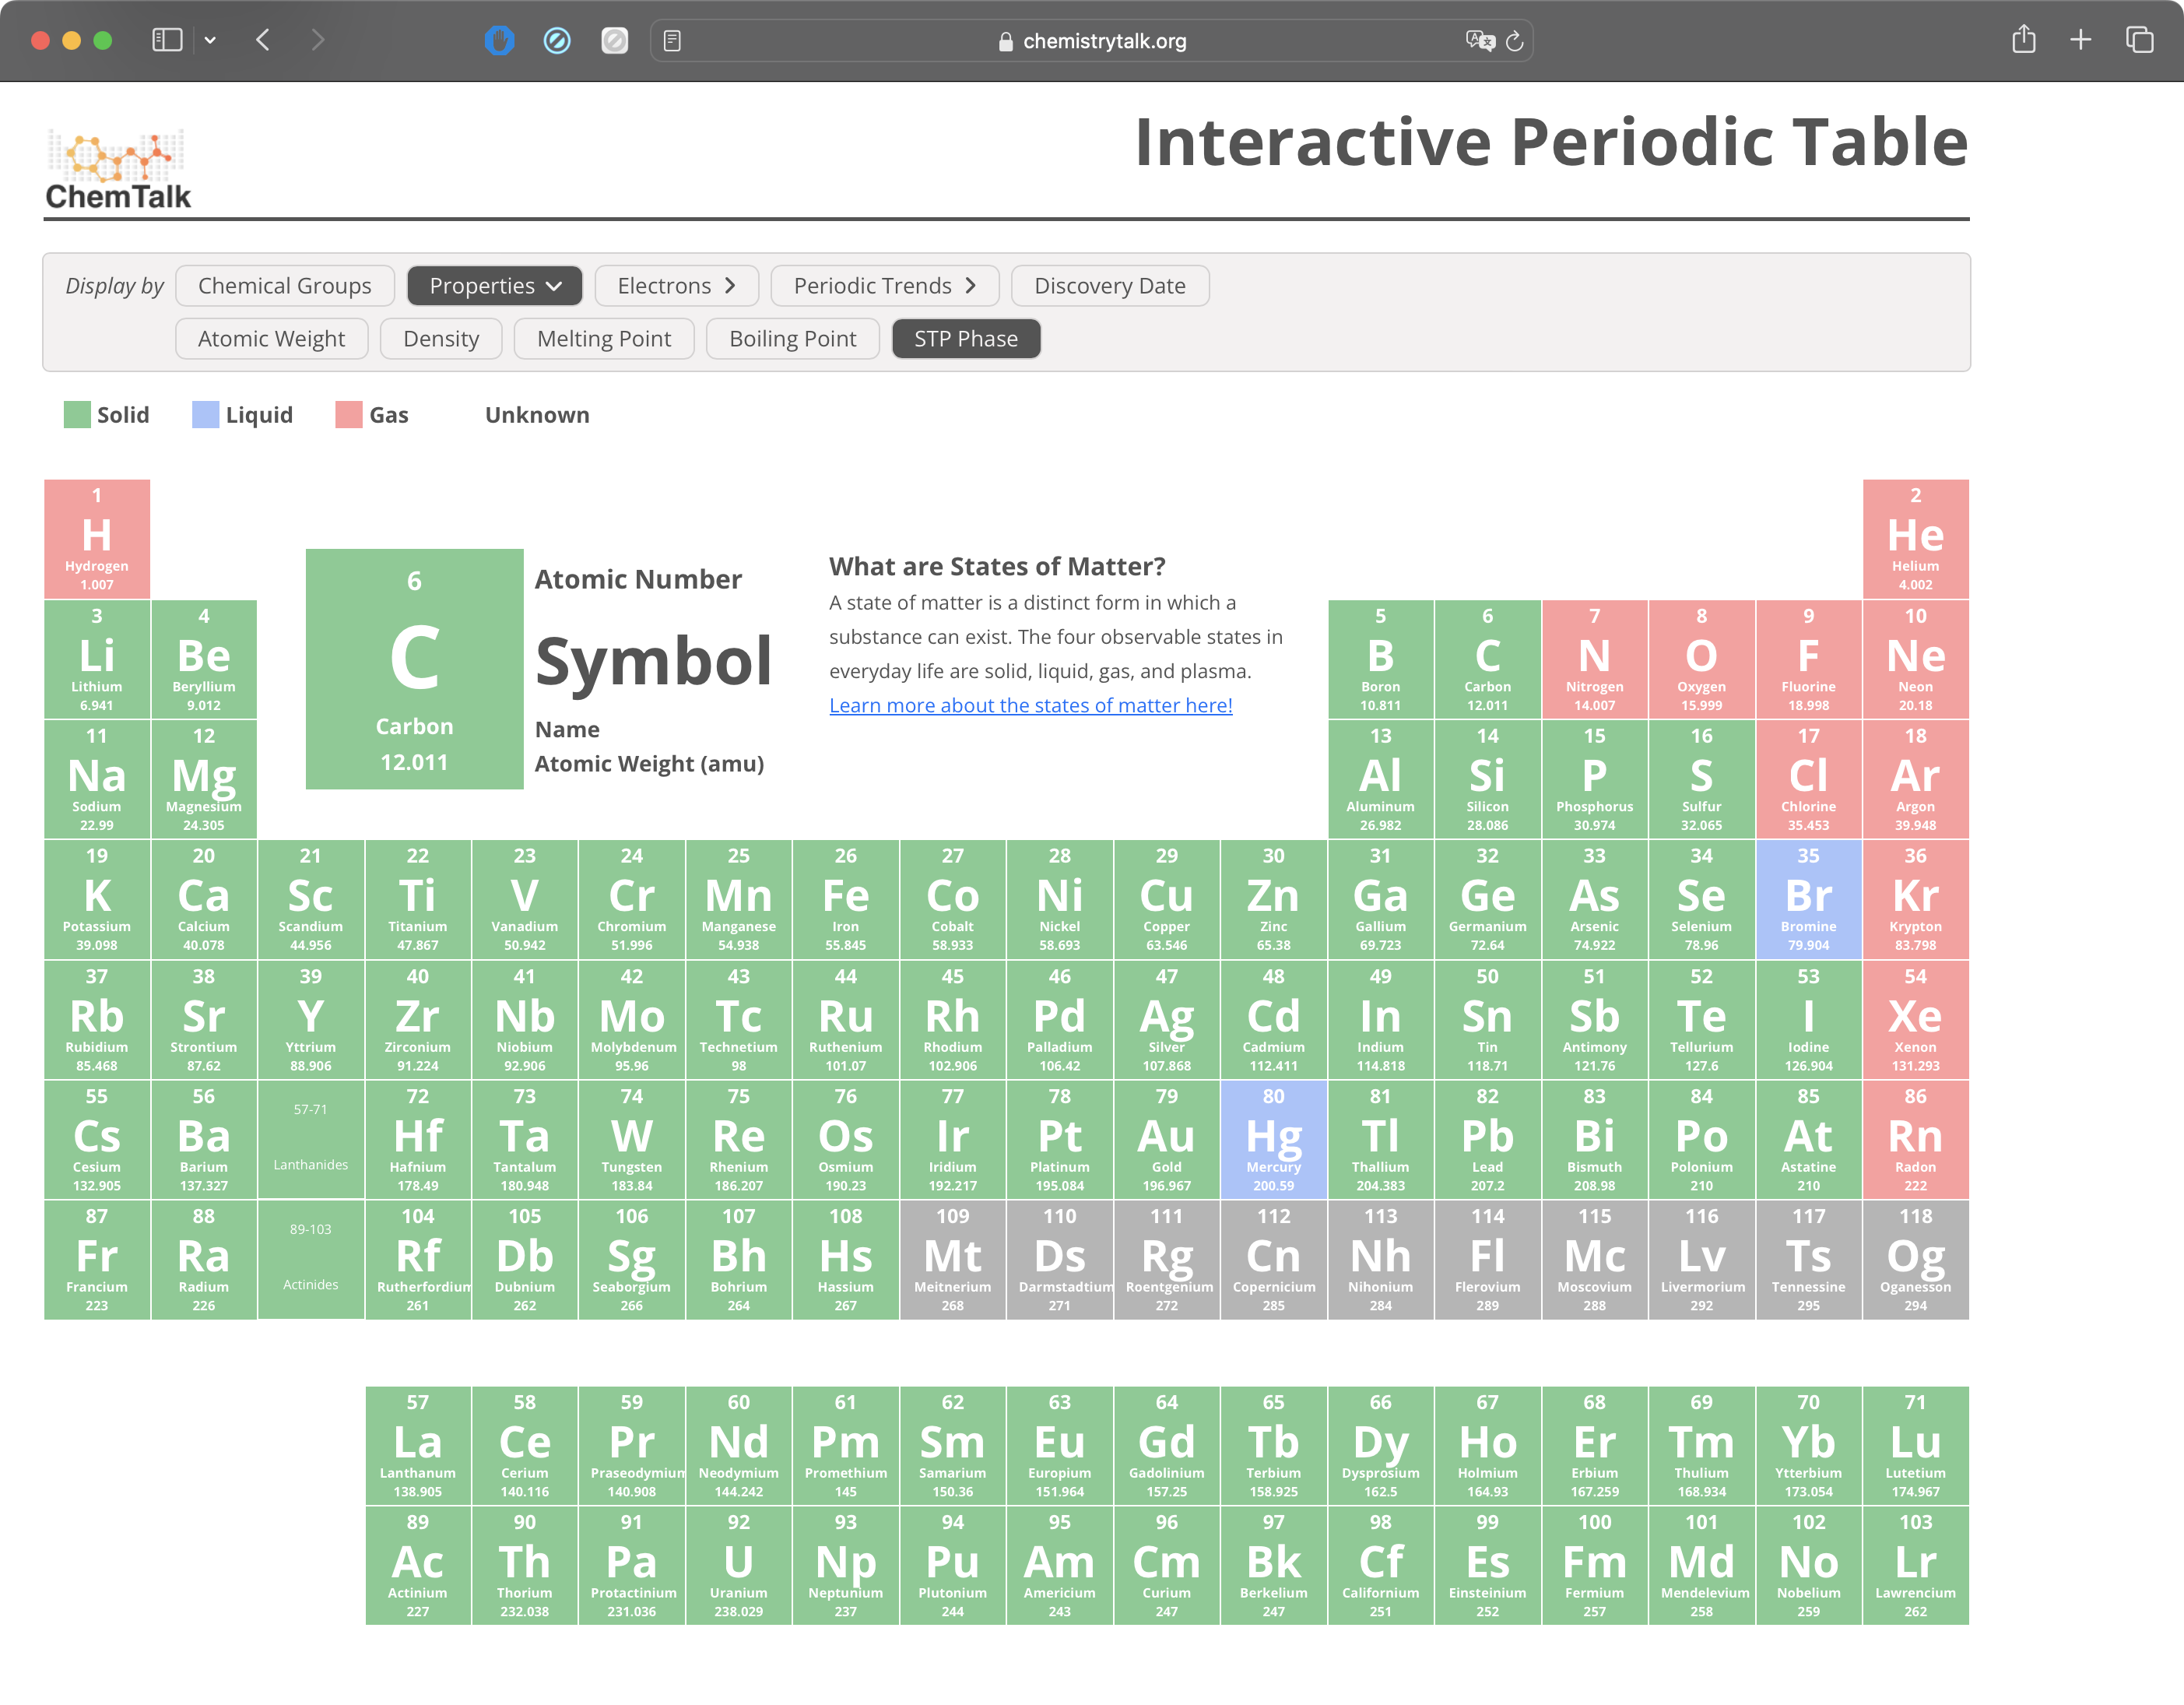 chemistrytalk.org
ChemTalk
Interactive Periodic Table
Display by Chemical Groups Properties Electrons Periodic Trends Discovery Date
Atomic Weight Density Melting Point Boiling Point STP Phase
Solid Liquid Gas Unknown
1 2
H He
Hydrogen Helium
1.007 4.002
6
C
Carbon
12.011
Atomic Number
Symbol
Name
Atomic Weight (amu)
What are States of Matter?
A state of matter is a distinct form in which a
substance can exist. The four observable states in
everyday life are solid, liquid, gas, and plasma.
Learn more about the states of matter here!
3 4 5 6 7 8 9 10
Li Be B C N O F Ne
Lithium Beryllium Boron Carbon Nitrogen Oxygen Fluorine Neon
6.941 9.012 10.811 12.011 14.007 15.999 18.998 20.18
11 12 13 14 15 16 17 18
Na Mg Al Si P S Cl Ar
Sodium Magnesium Aluminum Silicon Phosphorus Sulfur Chlorine Argon
22.99 24.305 26.982 28.086 30.974 32.065 35.453 39.948
19 20 21 22 23 24 25 26 27 28 29 30 31 32 33 34 35 36
K Ca Sc Ti V Cr Mn Fe Co Ni Cu Zn Ga Ge As Se Br Kr
Potassium Calcium Scandium Titanium Vanadium Chromium Manganese Iron Cobalt Nickel Copper Zinc Gallium Germanium Arsenic Selenium Bromine Krypton
39.098 40.078 44.956 47.867 50.942 51.996 54.938 55.845 58.933 58.693 63.546 65.38 69.723 72.64 74.922 78.96 79.904 83.798
37 38 39 40 41 42 43 44 45 46 47 48 49 50 51 52 53 54
Rb Sr Y Zr Nb Mo Tc Ru Rh Pd Ag Cd In Sn Sb Te I Xe
Rubidium Strontium Yttrium Zirconium Niobium Molybdenum Technetium Ruthenium Rhodium Palladium Silver Cadmium Indium Tin Antimony Tellurium Iodine Xenon
85.468 87.62 88.906 91.224 92.906 95.96 98 101.07 102.906 106.42 107.868 112.411 114.818 118.71 121.76 127.6 126.904 131.293
55 56 57-71 72 73 74 75 76 77 78 79 80 81 82 83 84 85 86
Cs Ba Hf Ta W Re Os Ir Pt Au Hg Tl Pb Bi Po At Rn
Cesium Barium Lanthanides Hafnium Tantalum Tungsten Rhenium Osmium Iridium Platinum Gold Mercury Thallium Lead Bismuth Polonium Astatine Radon
132.905 137.327 178.49 180.948 183.84 186.207 190.23 192.217 195.084 196.967 200.59 204.383 207.2 208.98 210 210 222
87 88 89-103 104 105 106 107 108 109 110 111 112 113 114 115 116 117 118
Fr Ra Rf Db Sg Bh Hs Mt Ds Rg Cn Nh Fl Mc Lv Ts Og
Francium Radium Actinides Rutherfordium Dubnium Seaborgium Bohrium Hassium Meitnerium Darmstadtium Roentgenium Copernicium Nihonium Flerovium Moscovium Livermorium Tennessine Oganesson
223 226 261 262 266 264 267 268 271 272 285 284 289 288 292 295 294
57 58 59 60 61 62 63 64 65 66 67 68 69 70 71
La Ce Pr Nd Pm Sm Eu Gd Tb Dy Ho Er Tm Yb Lu
Lanthanum Cerium Praseodymium Neodymium Promethium Samarium Europium Gadolinium Terbium Dysprosium Holmium Erbium Thulium Ytterbium Lutetium
138.905 140.116 140.908 144.242 145 150.36 151.964 157.25 158.925 162.5 164.93 167.259 168.934 173.054 174.967
89 90 91 92 93 94 95 96 97 98 99 100 101 102 103
Ac Th Pa U Np Pu Am Cm Bk Cf Es Fm Md No Lr
Actinium Thorium Protactinium Uranium Neptunium Plutonium Americium Curium Berkelium Californium Einsteinium Fermium Mendelevium Nobelium Lawrencium
227 232.038 231.036 238.029 237 244 243 247 247 251 252 257 258 259 262